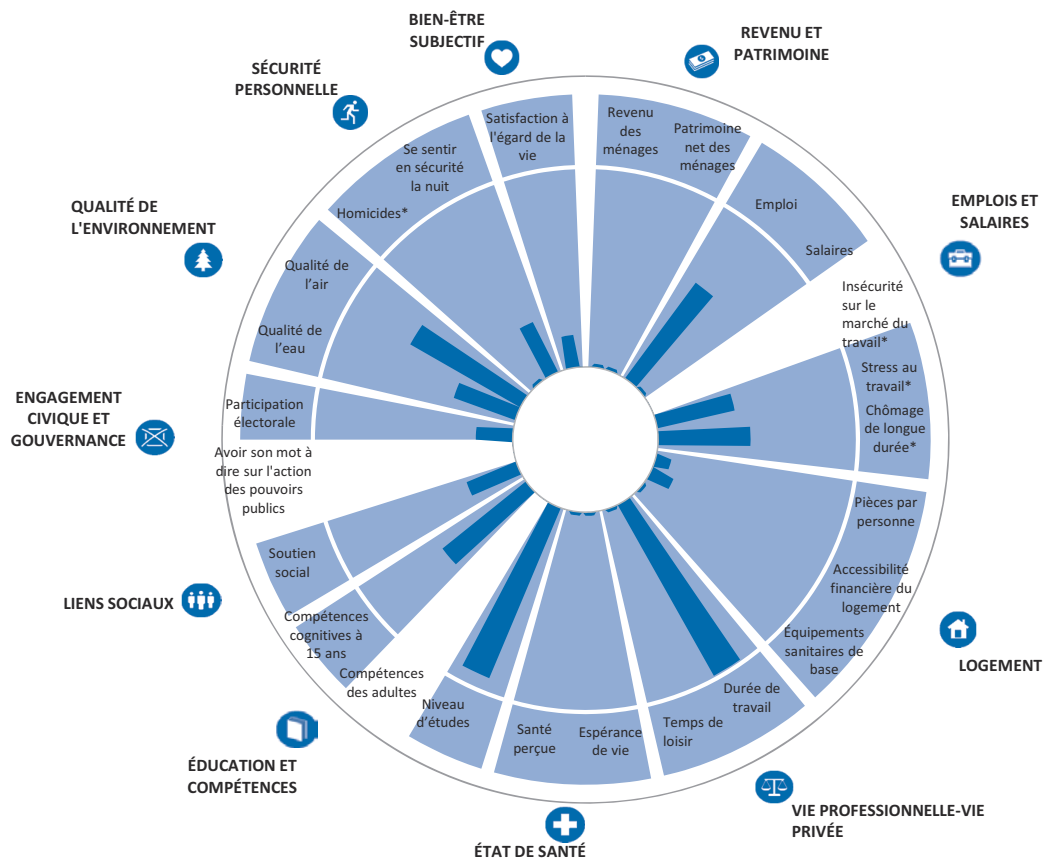 BIEN-ÊTRE
SUBJECTIF
REVENU ET
PATRIMOINE
SÉCURITÉ
PERSONNELLE
Satisfaction à
l'égard de la
vie
Revenu
des
ménages
Patrimoine
net des
ménages
Se sentir
en sécurité
la nuit
Homicides*
Emploi
Salaires
EMPLOIS ET
SALAIRES
QUALITÉ DE
L'ENVIRONNEMENT
Qualité de
l’air
Qualité de
l’eau
Insécurité
sur le
marché du
travail*
Stress au
travail*
Chômage
de longue
durée*
ENGAGEMENT
CIVIQUE ET
GOUVERNANCE
Participation
électorale
Avoir son mot à
dire sur l'action
des pouvoirs
publics
Pièces par
personne
Accessibilité
financière du
logement
Équipements
sanitaires de
base
LOGEMENT
LIENS SOCIAUX
Soutien
social
Compétences
cognitives à
15 ans
Compétences
des adultes
Niveau
d’études
Santé
perçue
Espérance
de vie
Temps de
loisir
Durée de
travail
ÉDUCATION ET
COMPÉTENCES
VIE PROFESSIONNELLE-VIE
PRIVÉE
ÉTAT DE SANTÉ